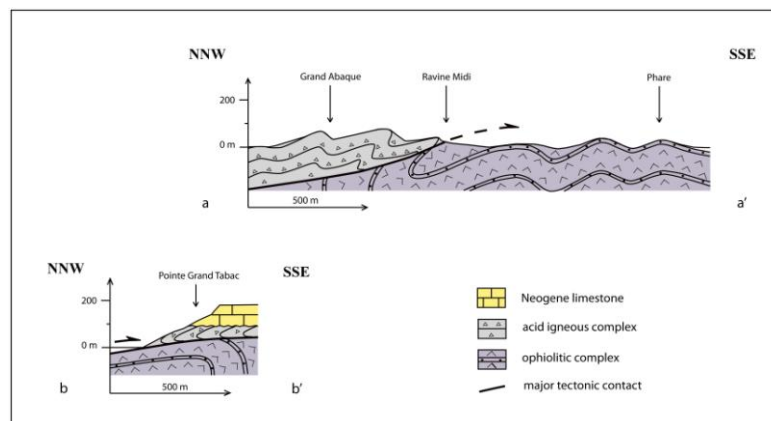 NNW
SSE
Grand Abaque
Ravine Midi
Phare
200
0 m
a
500 m
a'
NNW
Pointe Grand Tabac
SSE
200
0 m
b
500 m
b'
Neogene limestone
acid igneous complex
ophiolitic complex
major tectonic contact